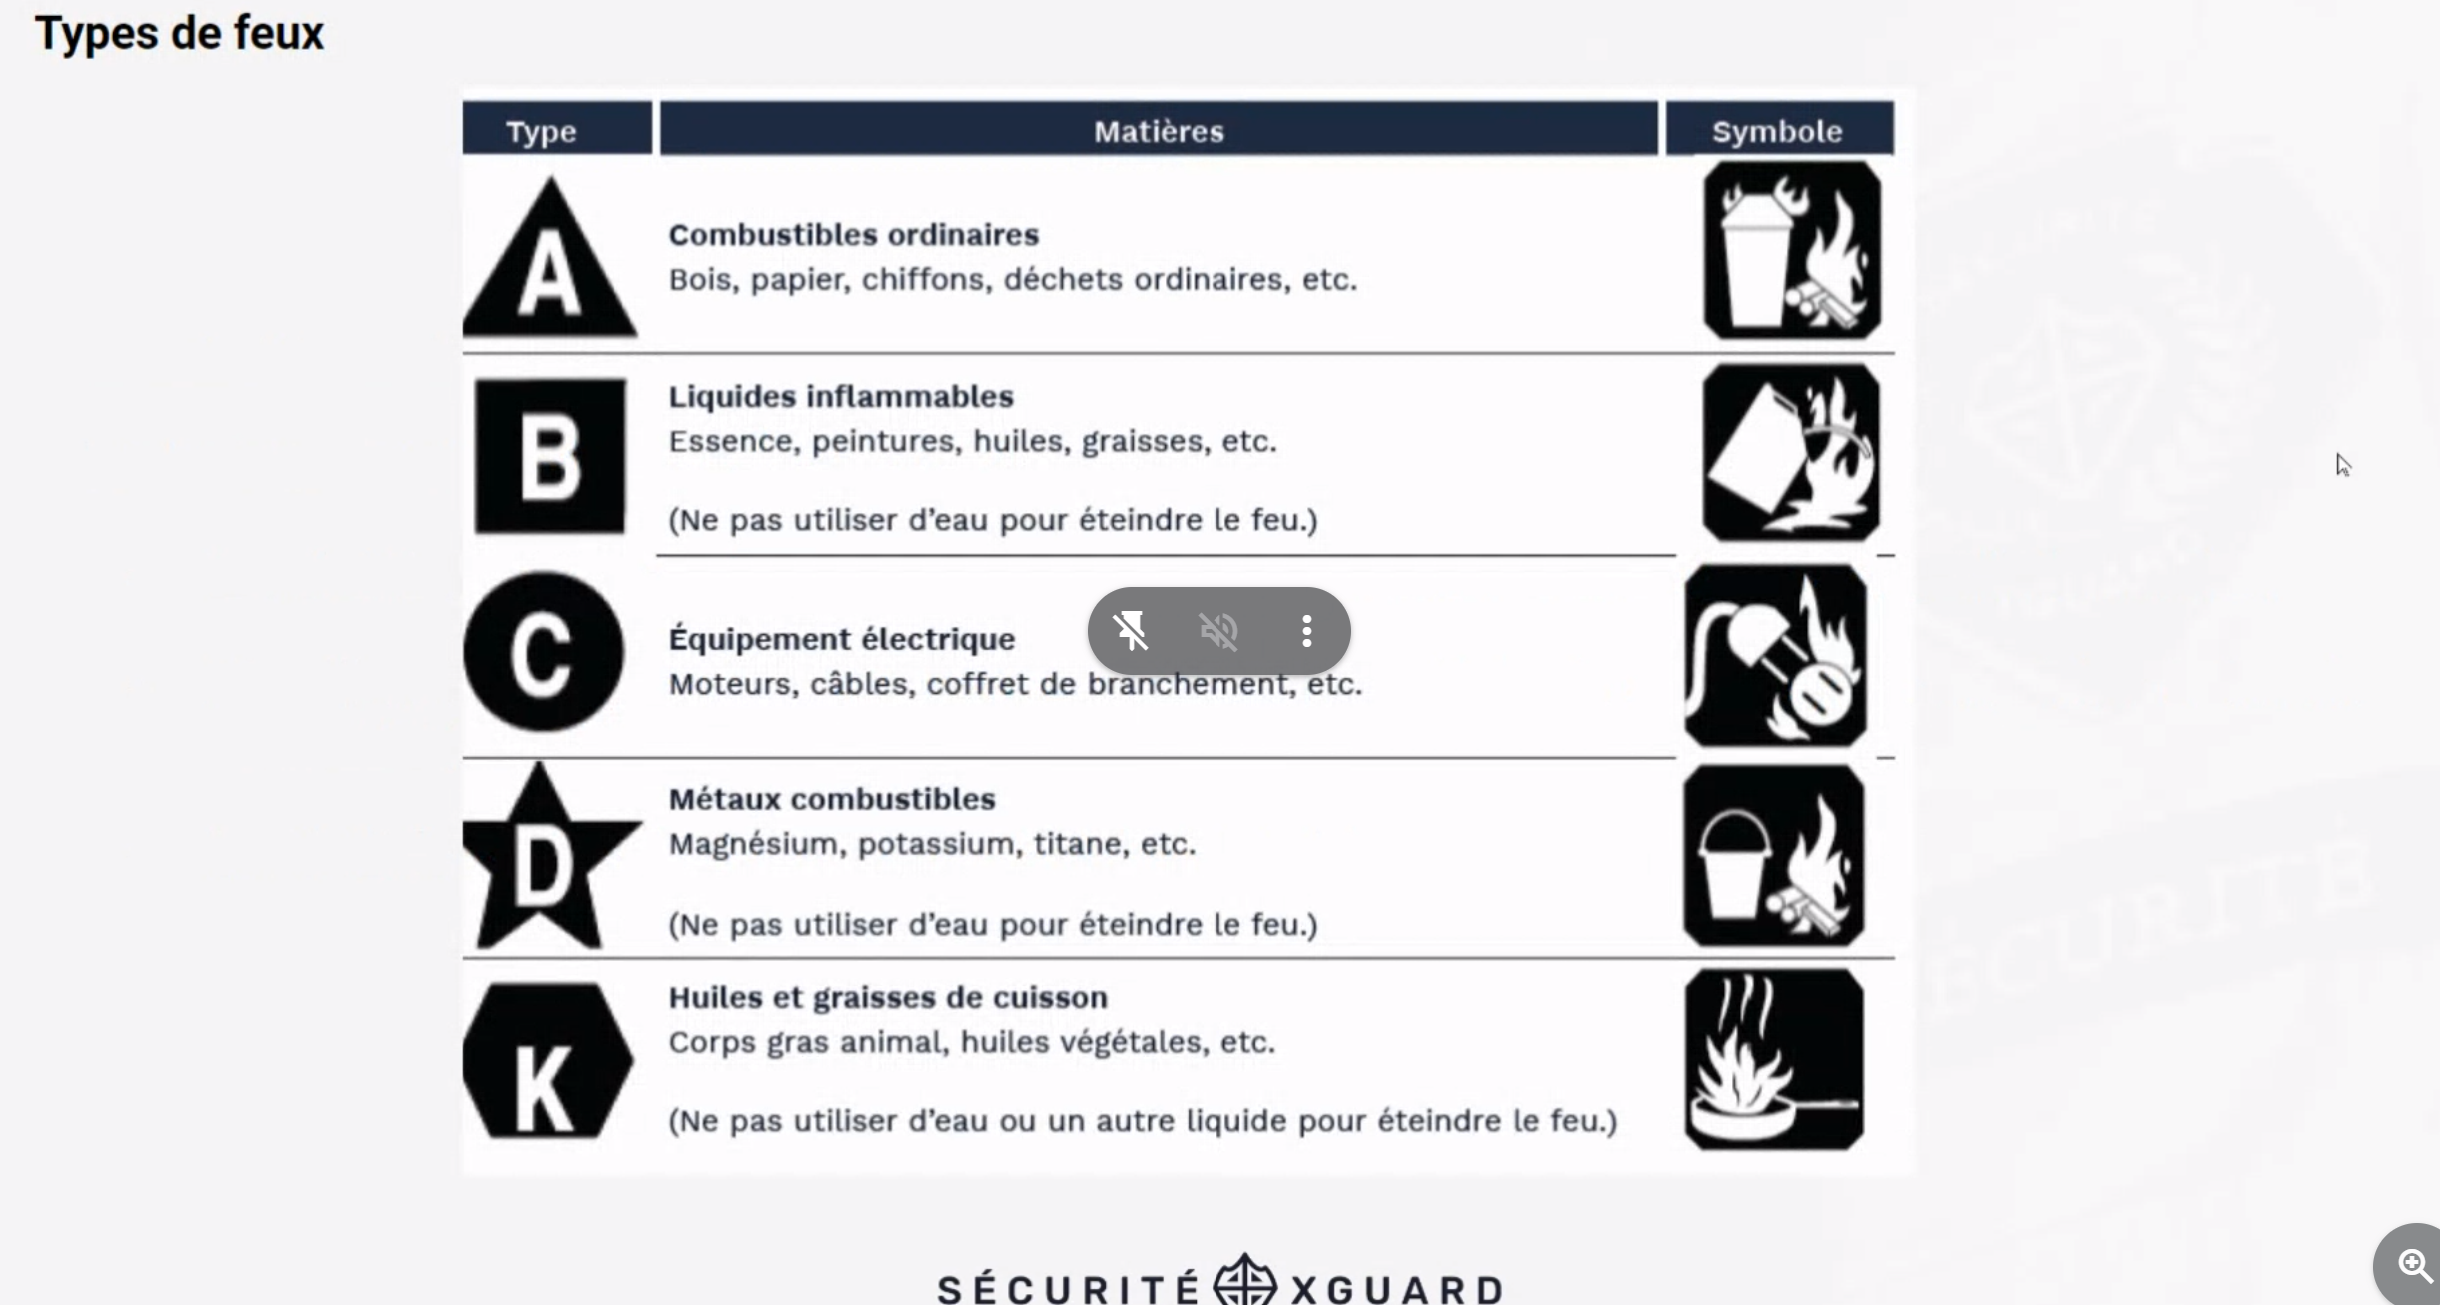 Types de feux
Type Matières Symbole
A
Combustibles ordinaires
Bois, papier, chiffons, déchets ordinaires, etc.
B
Liquides inflammables
Essence, peintures, huiles, graisses, etc.
(Ne pas utiliser d'eau pour éteindre le feu.)
C
Équipement électrique
Moteurs, câbles, coffret de branchement, etc.
D
Métaux combustibles
Magnésium, potassium, titane, etc.
(Ne pas utiliser d'eau pour éteindre le feu.)
K
Huiles et graisses de cuisson
Corps gras animal, huiles végétales, etc.
(Ne pas utiliser d'eau ou un autre liquide pour éteindre le feu.)
SÉCURITÉ XGUARD